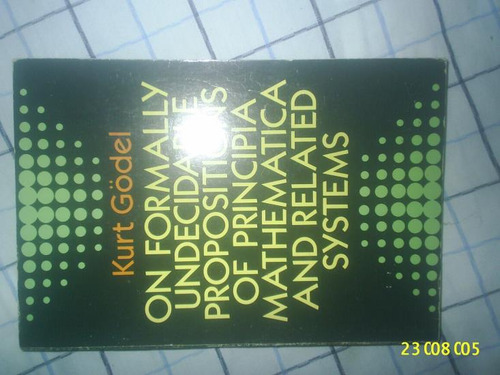 Kurt Gödel
ON FORMALLY
UNDECIDABLE
PROPOSITIONS
OF PRINCIPIA
MATHEMATICA
AND RELATED
SYSTEMS
23 08 05